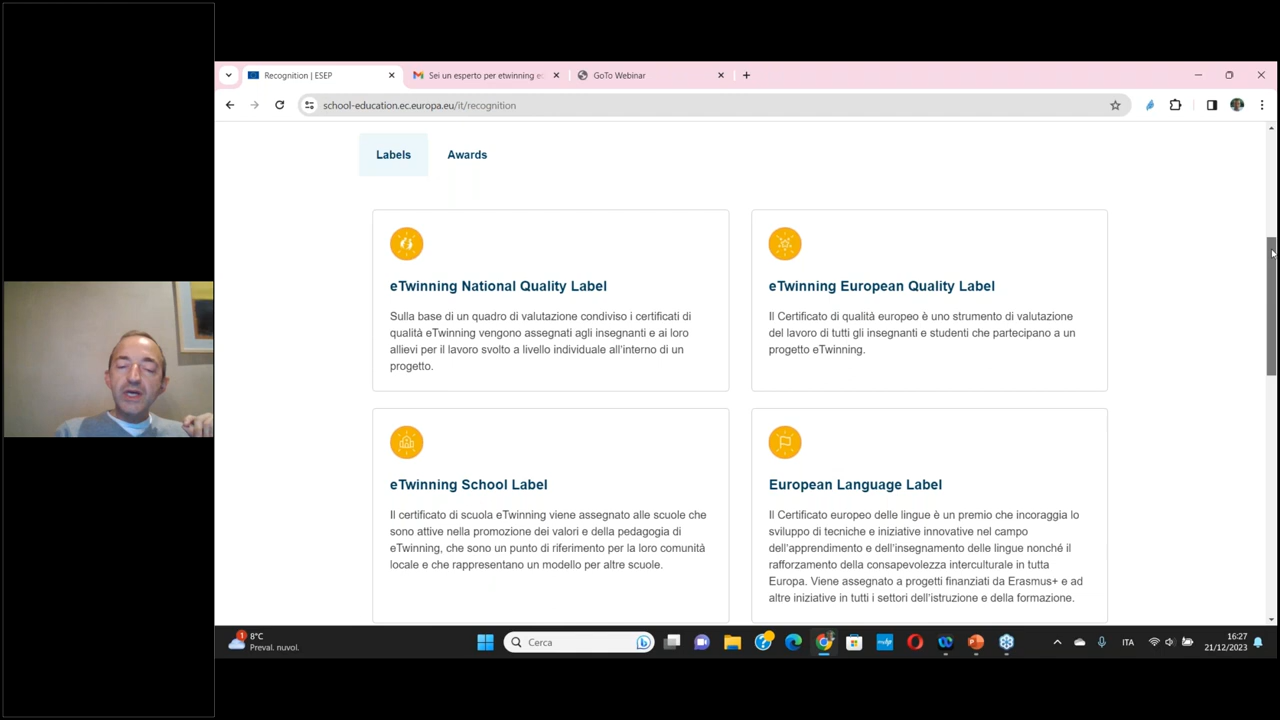 Recognition | ESEP
Sei un esperto per etwinning e
GoTo Webinar
school-education.ec.europa.eu/it/recognition
Labels
Awards
eTwinning National Quality Label
Sulla base di un quadro di valutazione condiviso i certificati di
qualità eTwinning vengono assegnati agli insegnanti e ai loro
allievi per il lavoro svolto a livello individuale all'interno di un
progetto.
eTwinning European Quality Label
Il Certificato di qualità europeo è uno strumento di valutazione
del lavoro di tutti gli insegnanti e studenti che partecipano a un
progetto eTwinning.
eTwinning School Label
Il certificato di scuola eTwinning viene assegnato alle scuole che
sono attive nella promozione dei valori e della pedagogia di
eTwinning, che sono un punto di riferimento per la loro comunità
locale e che rappresentano un modello per altre scuole.
European Language Label
Il Certificato europeo delle lingue è un premio che incoraggia lo
sviluppo di tecniche e iniziative innovative nel campo
dell'apprendimento e dell'insegnamento delle lingue nonché il
rafforzamento della consapevolezza interculturale in tutta
Europa. Viene assegnato a progetti finanziati da Erasmus+ e ad
altre iniziative in tutti i settori dell'istruzione e della formazione.
1
8°C
Preval. nuvol.
Cerca
ITA
16:27
21/12/2023